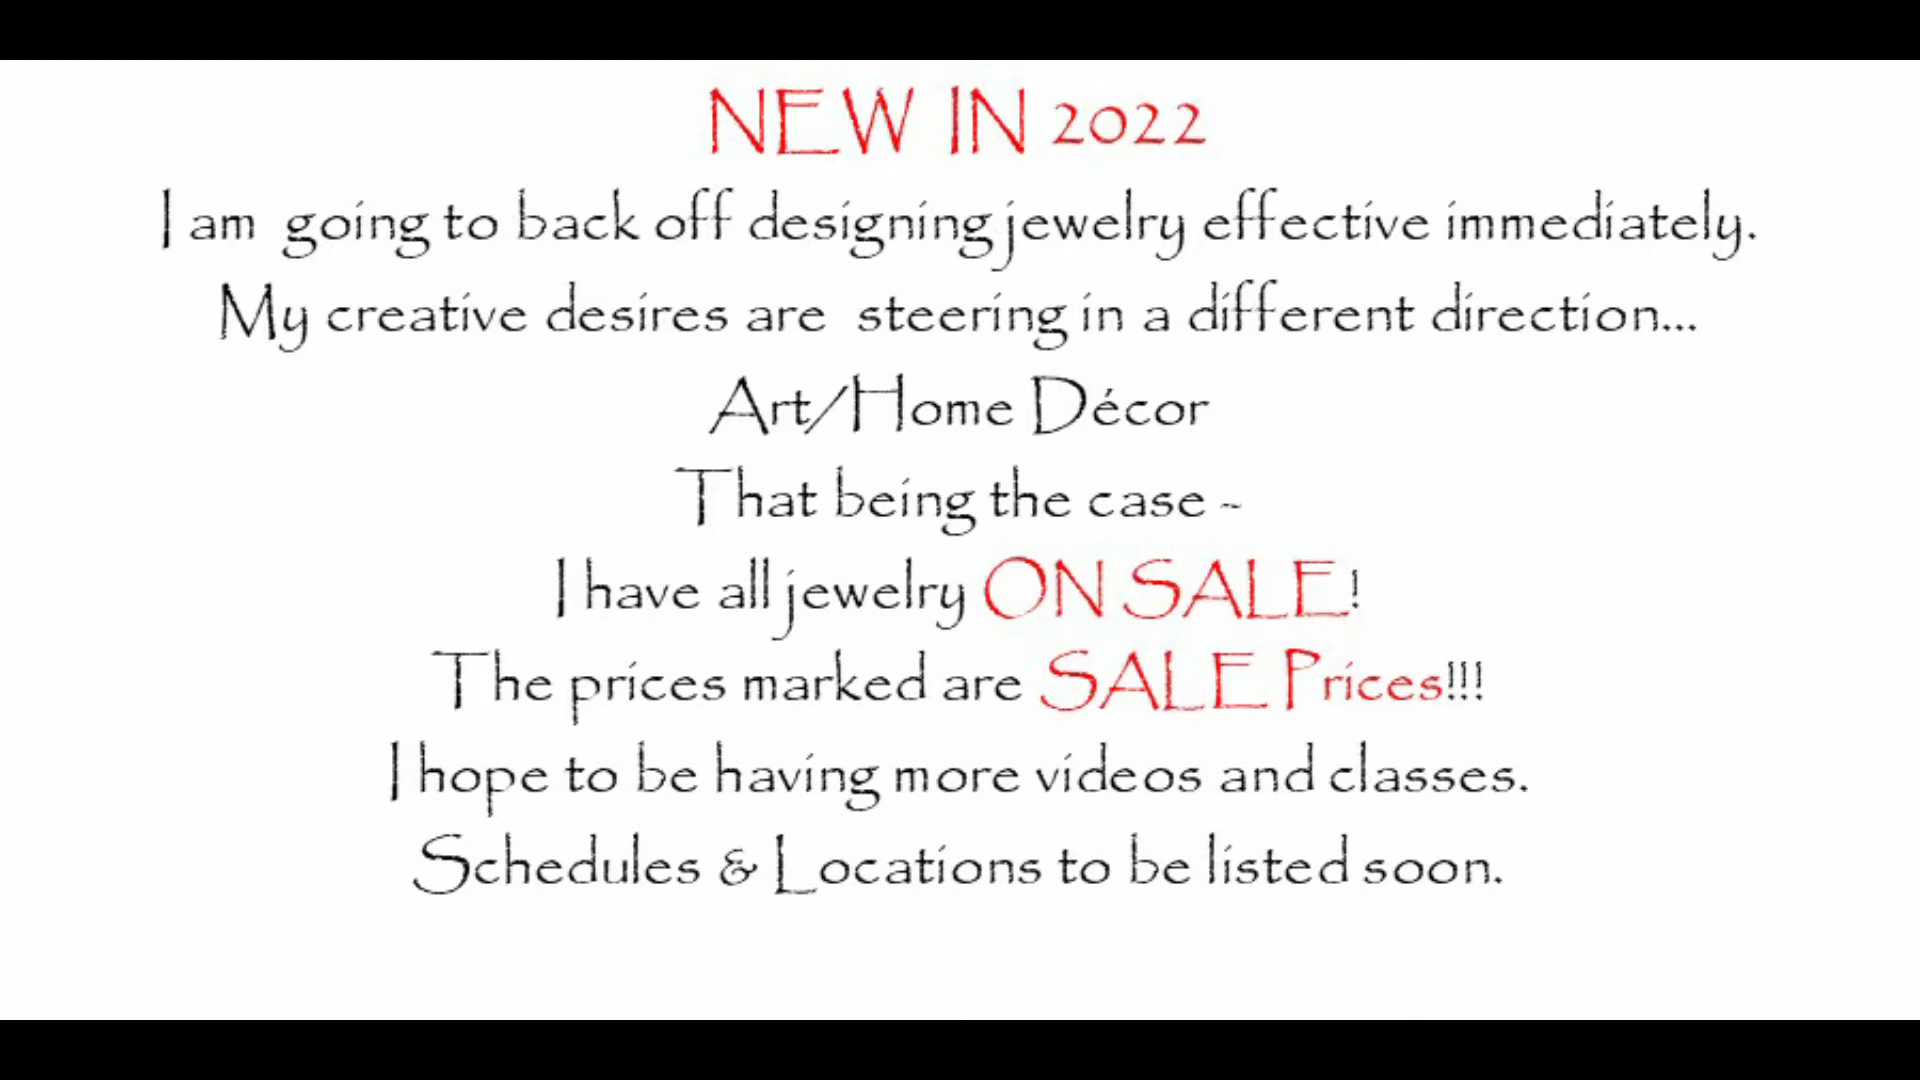 NEW IN 2022
I am going to back off designing jewelry effective immediately.
My creative desires are steering in a different direction...
Art/Home Décor
That being the case ~
I have all jewelry ON SALE!
The prices marked are SALE Prices!!!
I hope to be having more videos and classes.
Schedules & Locations to be listed soon.